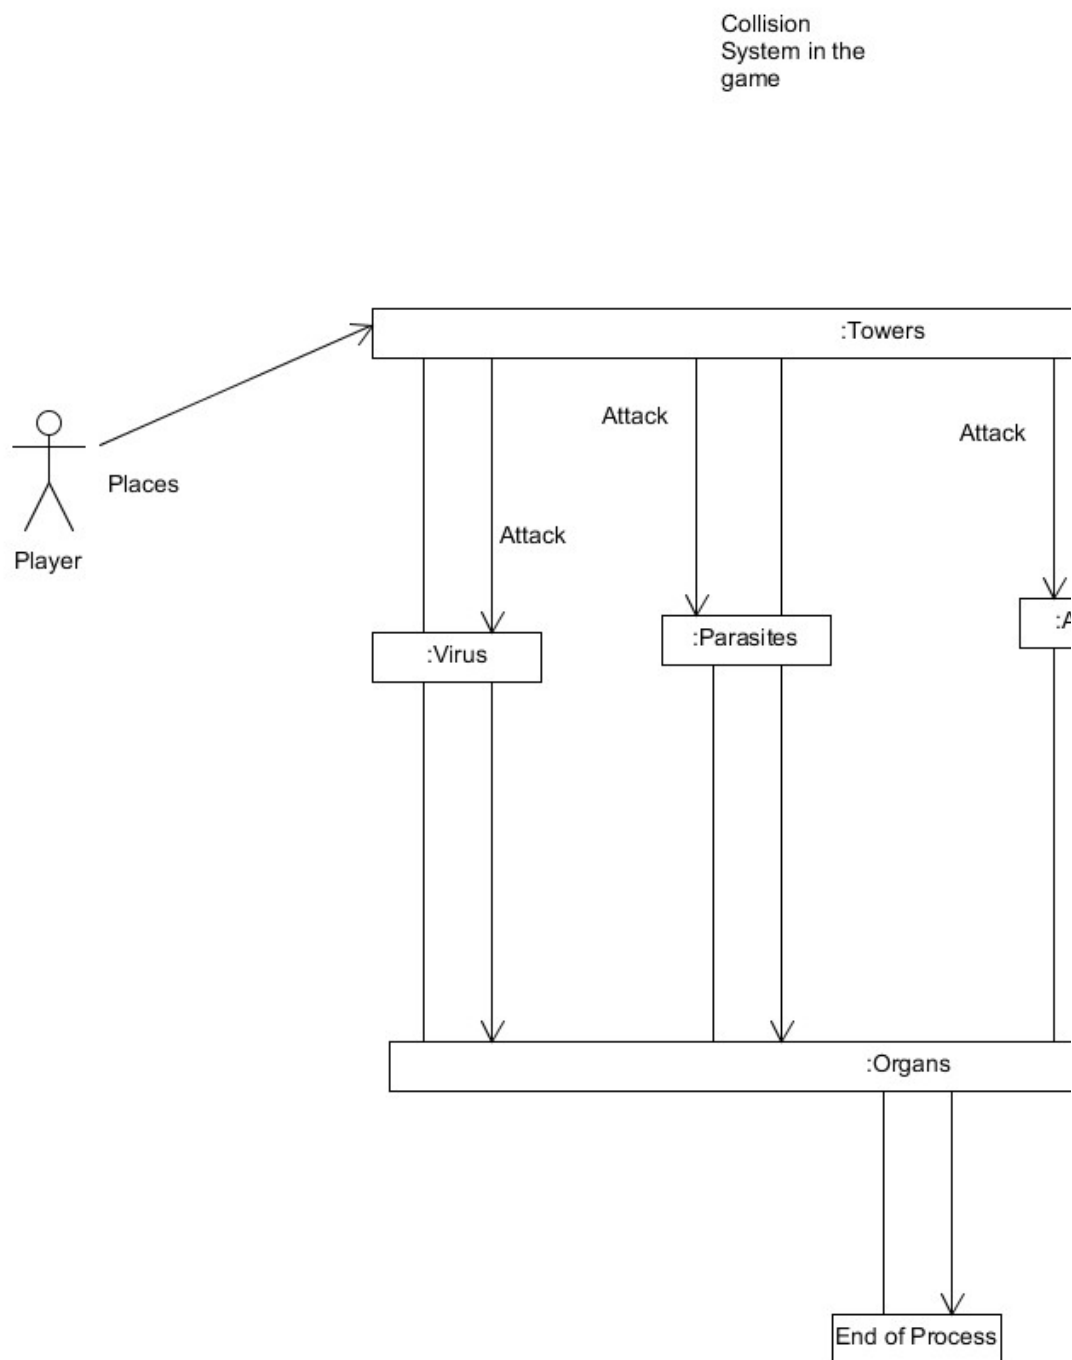 Collision
System in the
game
:Towers
Attack
Attack
Places
Attack
Player
:Parasites
:Virus
:Organs
End of Process